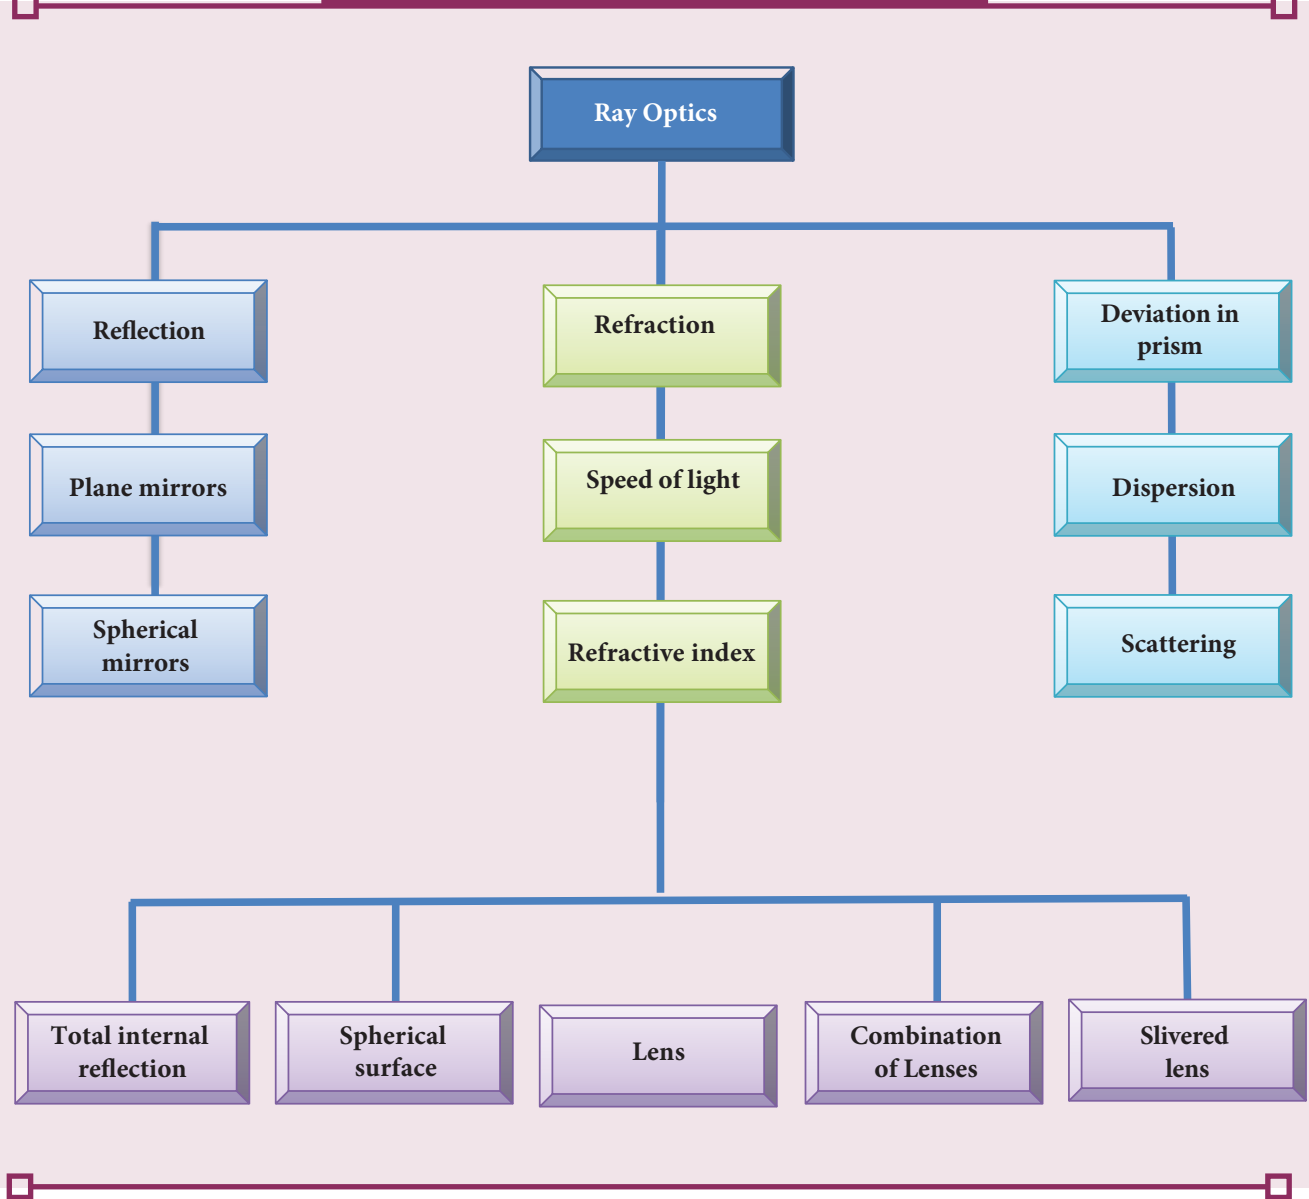 Ray Optics
Reflection
Refraction
Deviation in
prism
Plane mirrors
Speed of light
Dispersion
Spherical
mirrors
Refractive index
Scattering
Total internal
reflection
Spherical
surface
Lens
Combination
of Lenses
Slivered
lens